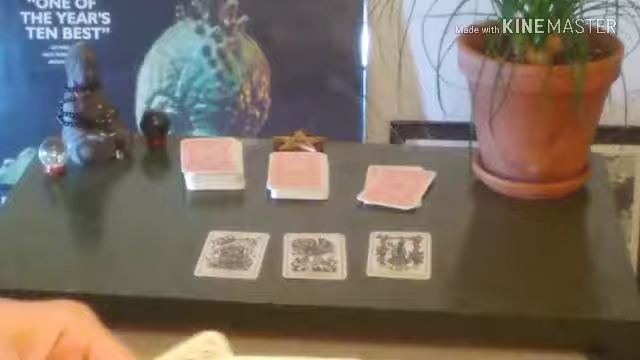 "ONE OF
THE YEAR'S
TEN BEST"
Made with KINEMASTER